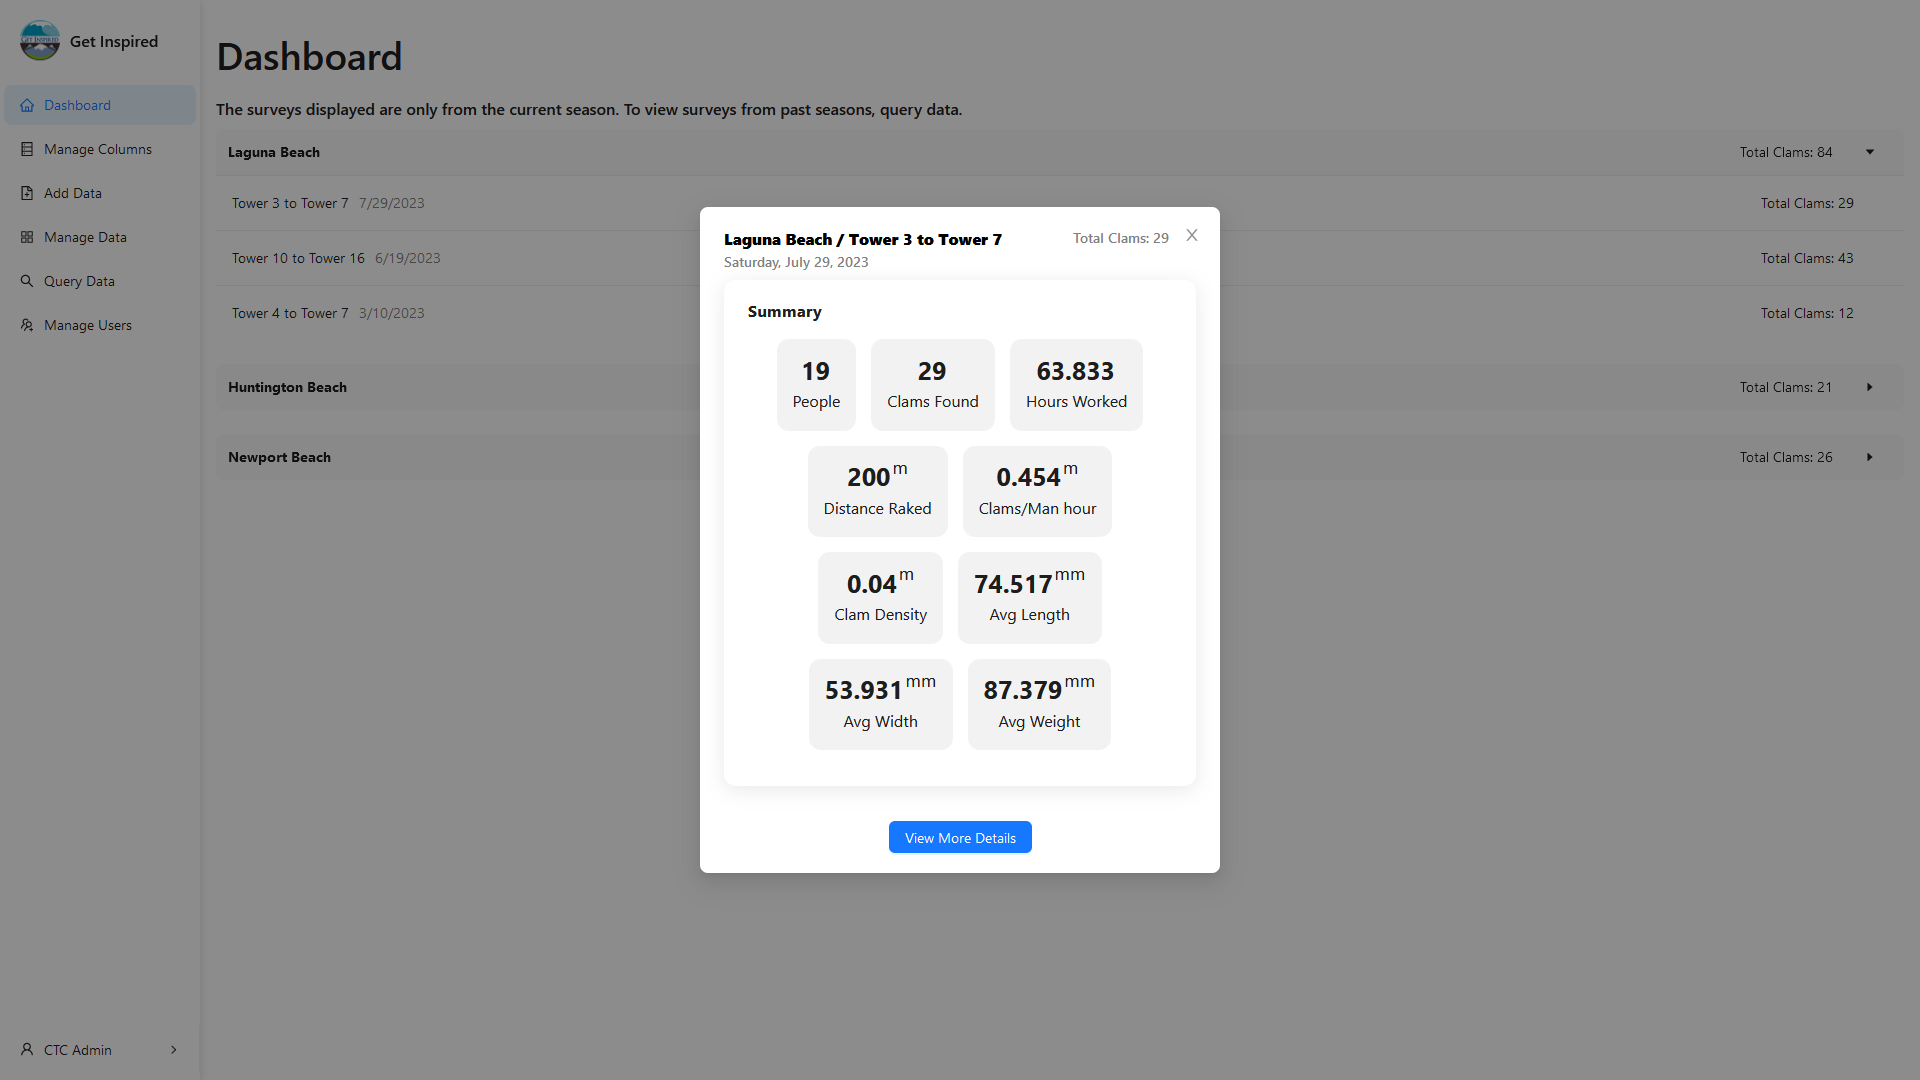 GET INSPIRED
Get Inspired
Dashboard
Manage Columns
Add Data
Manage Data
Query Data
Manage Users
CTC Admin
Dashboard
The surveys displayed are only from the current season. To view surveys from past seasons, query data.
Laguna Beach Total Clams: 84
Tower 3 to Tower 7 7/29/2023 Total Clams: 29
Tower 10 to Tower 16 6/19/2023 Total Clams: 43
Tower 4 to Tower 7 3/10/2023 Total Clams: 12
Huntington Beach Total Clams: 21
Newport Beach Total Clams: 26
Laguna Beach / Tower 3 to Tower 7 Total Clams: 29
Saturday, July 29, 2023
Summary
19 29 63.833
People Clams Found Hours Worked
200 m 0.454 m
Distance Raked Clams/Man hour
0.04 m 74.517 mm
Clam Density Avg Length
53.931 mm 87.379 mm
Avg Width Avg Weight
View More Details